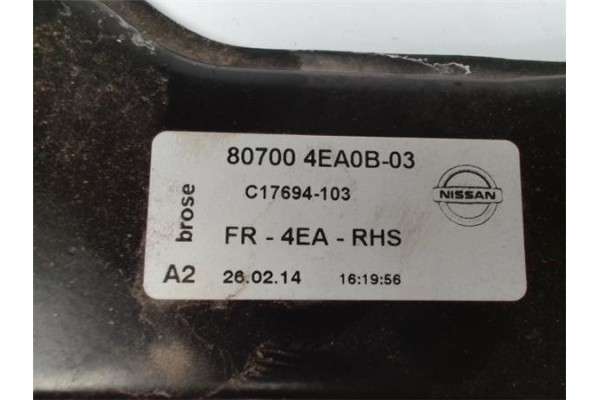 80700 4EA0B-03
C17694-103
NISSAN
brose
FR - 4EA - RHS
A2 26.02.14 16:19:56